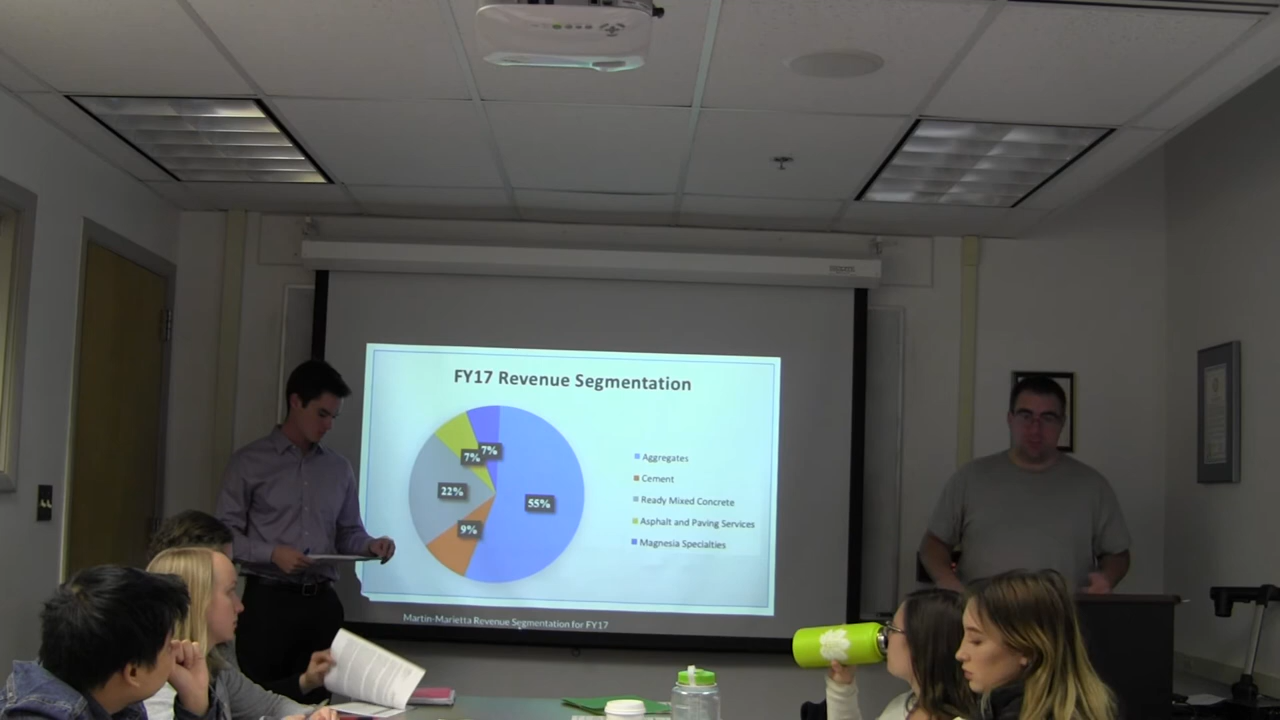 FY17 Revenue Segmentation
7%
7%
22%
55%
9%
Aggregates
Cement
Ready Mixed Concrete
Asphalt and Paving Services
Magnesia Specialties
Martin-Marietta Revenue Segmentation for FY17